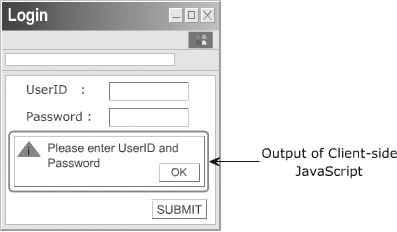 Login
UserID :
Password :
Please enter UserID and
Password
OK
SUBMIT
Output of Client-side
JavaScript